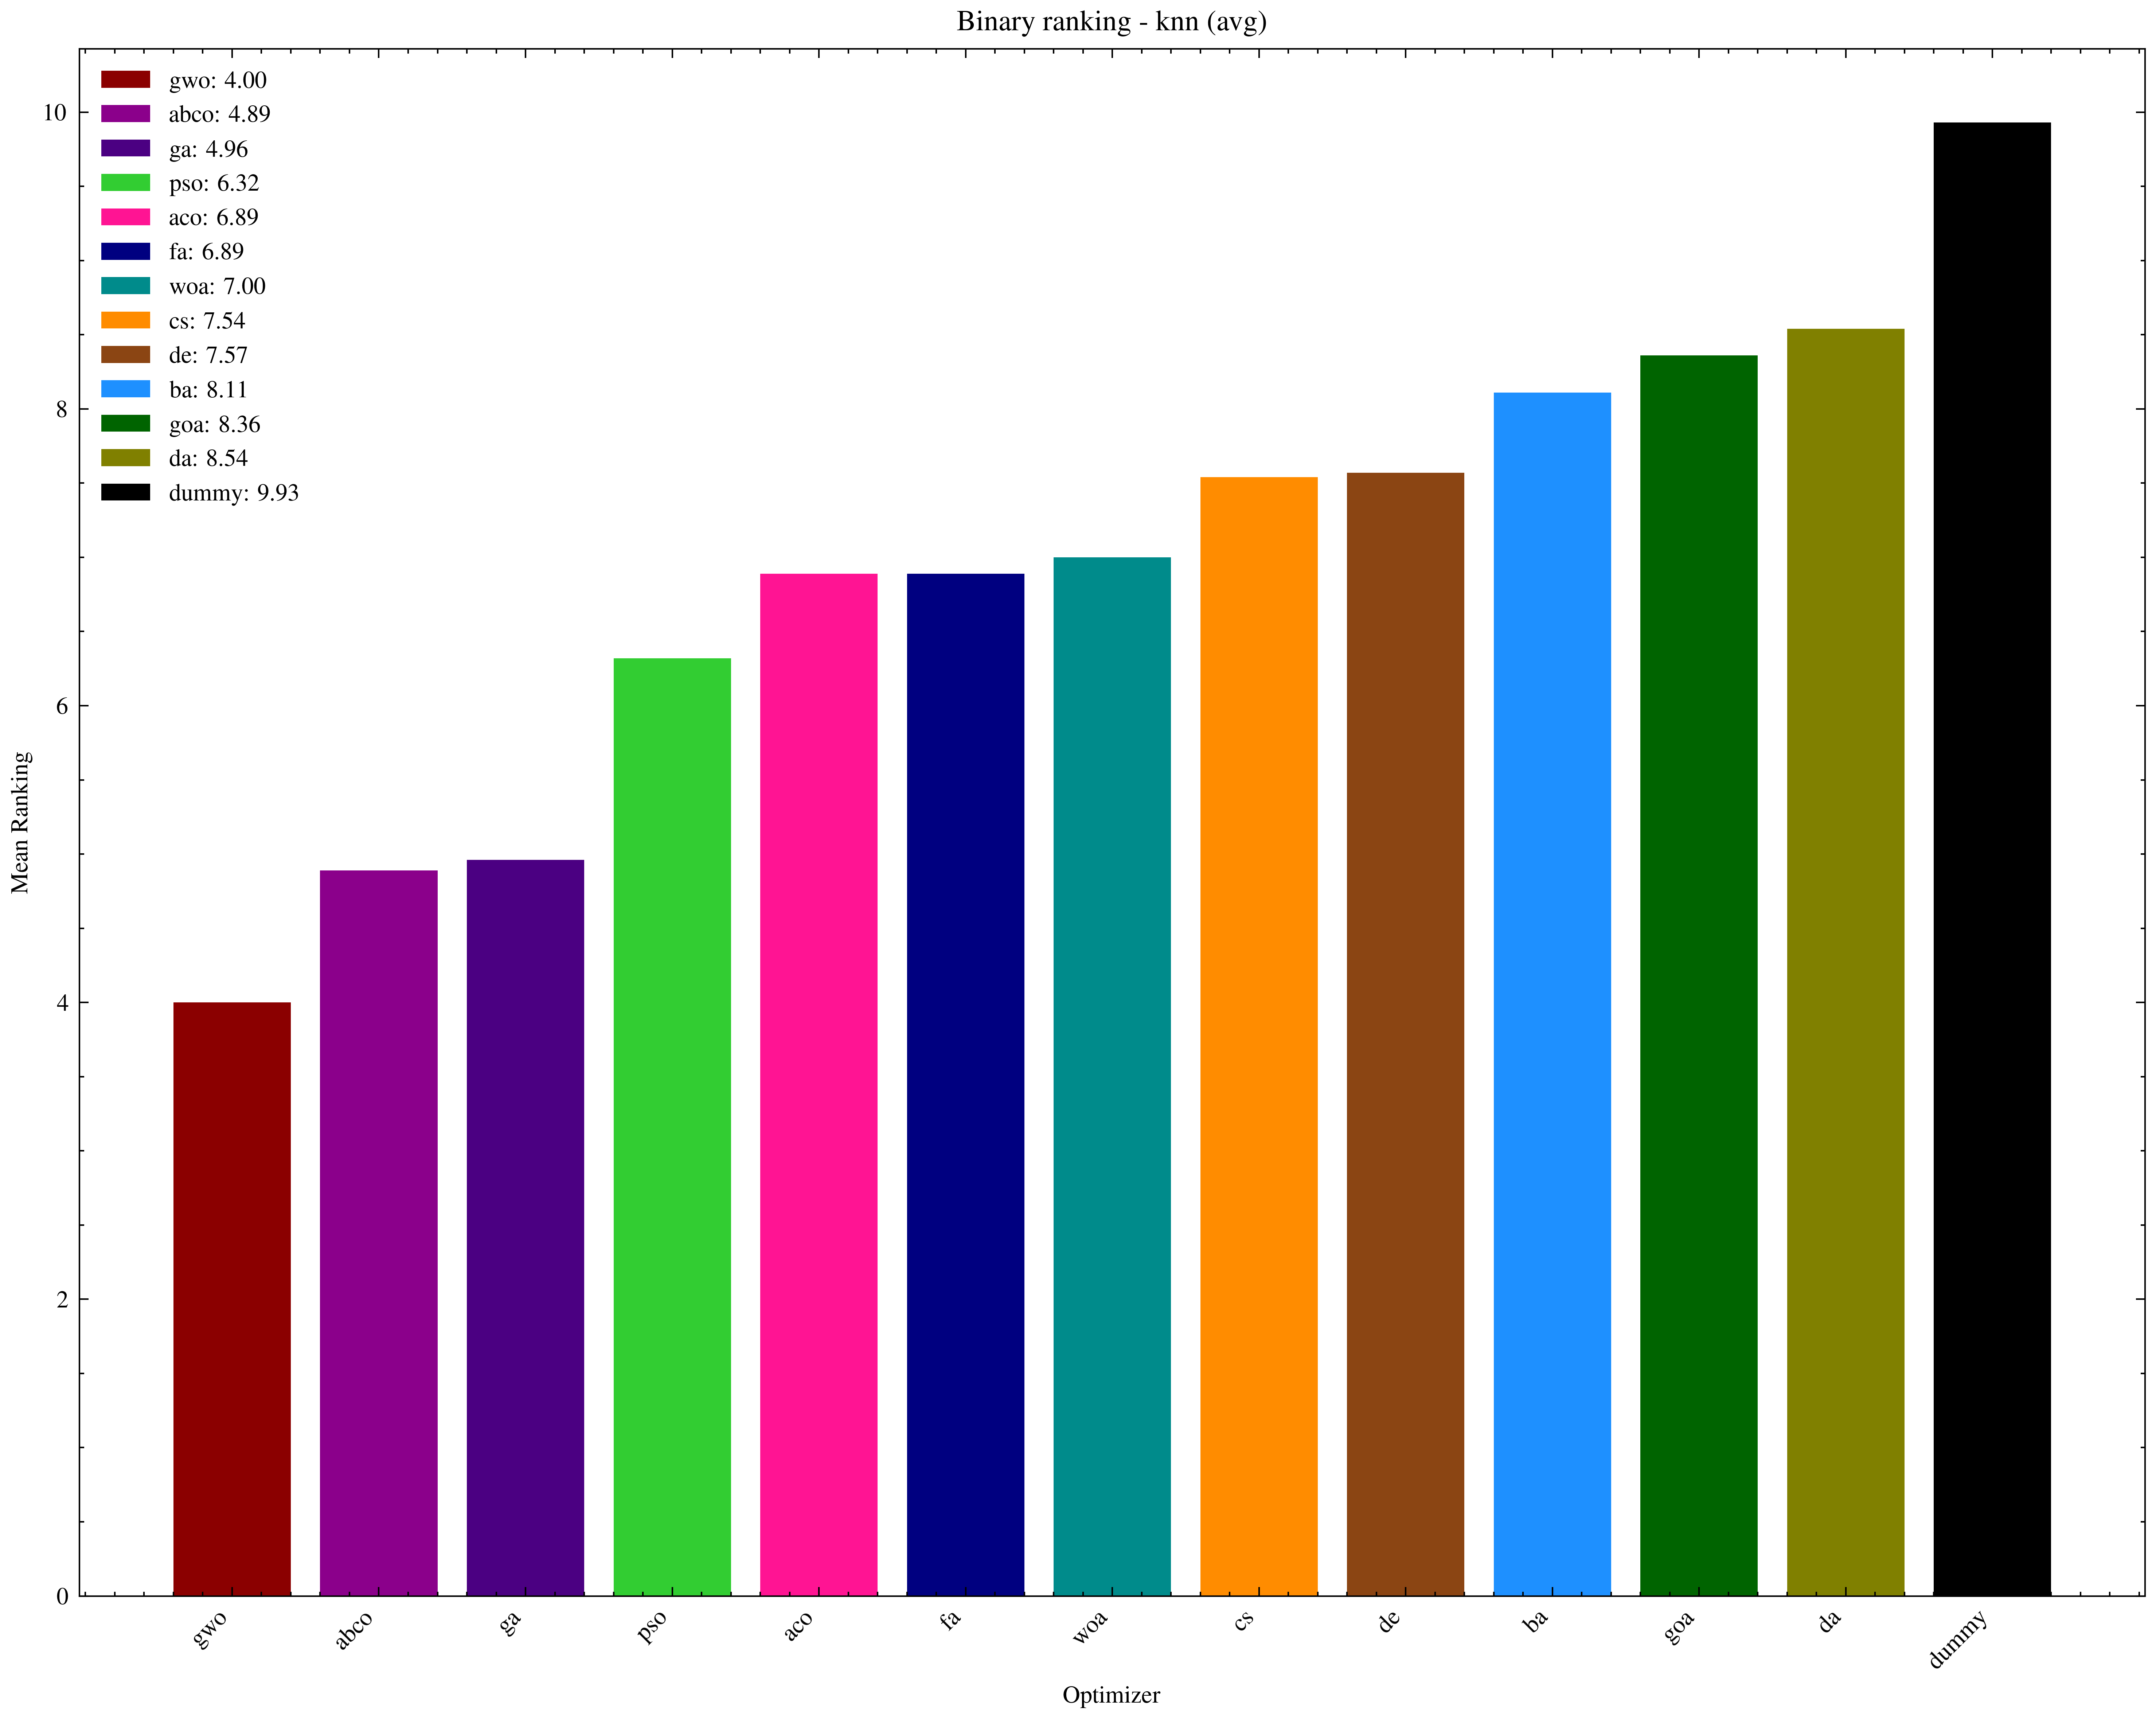 Binary ranking - knn (avg)
gwo: 4.00
abco: 4.89
ga: 4.96
pso: 6.32
aco: 6.89
fa: 6.89
woa: 7.00
cs: 7.54
de: 7.57
ba: 8.11
goa: 8.36
da: 8.54
dummy: 9.93
10
8
6
4
2
0
Mean Ranking
gwo
abco
ga
pso
aco
fa
woa
cs
de
ba
goa
da
dummy
Optimizer